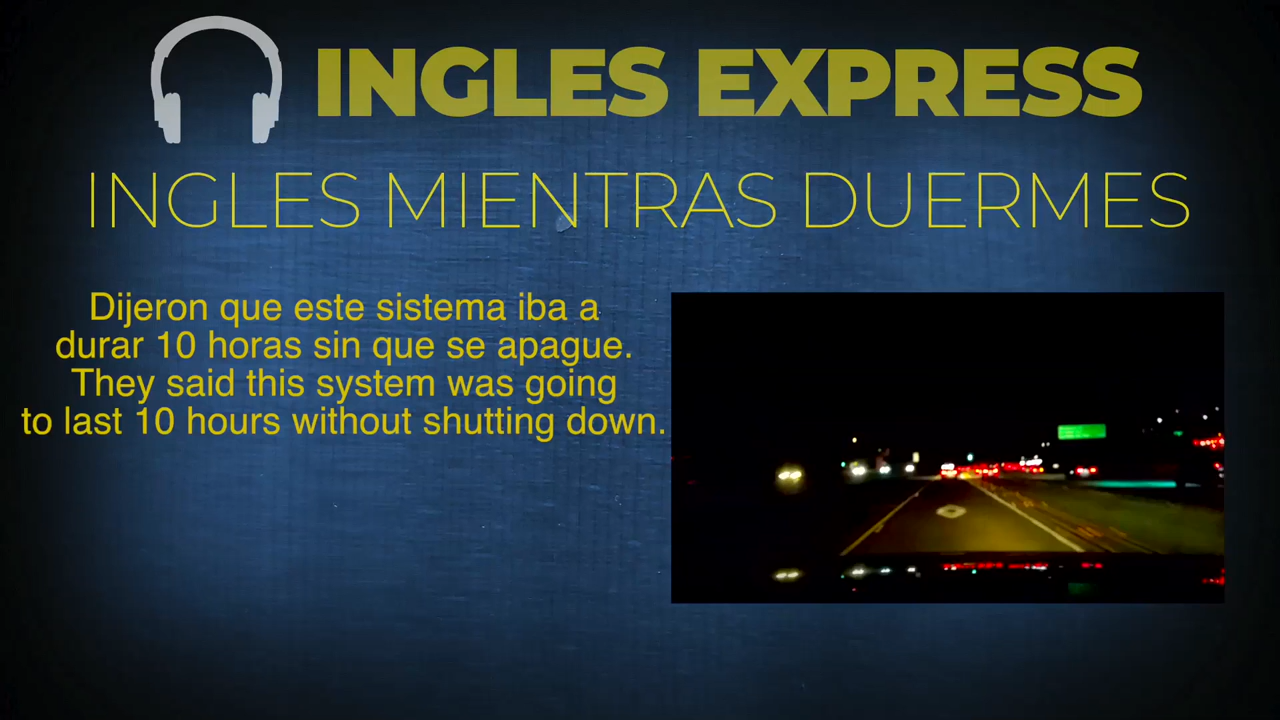 INGLES EXPRESS
INGLES MIENTRAS DUERMES
Dijeron que este sistema iba a
durar 10 horas sin que se apague.
They said this system was going
to last 10 hours without shutting down.